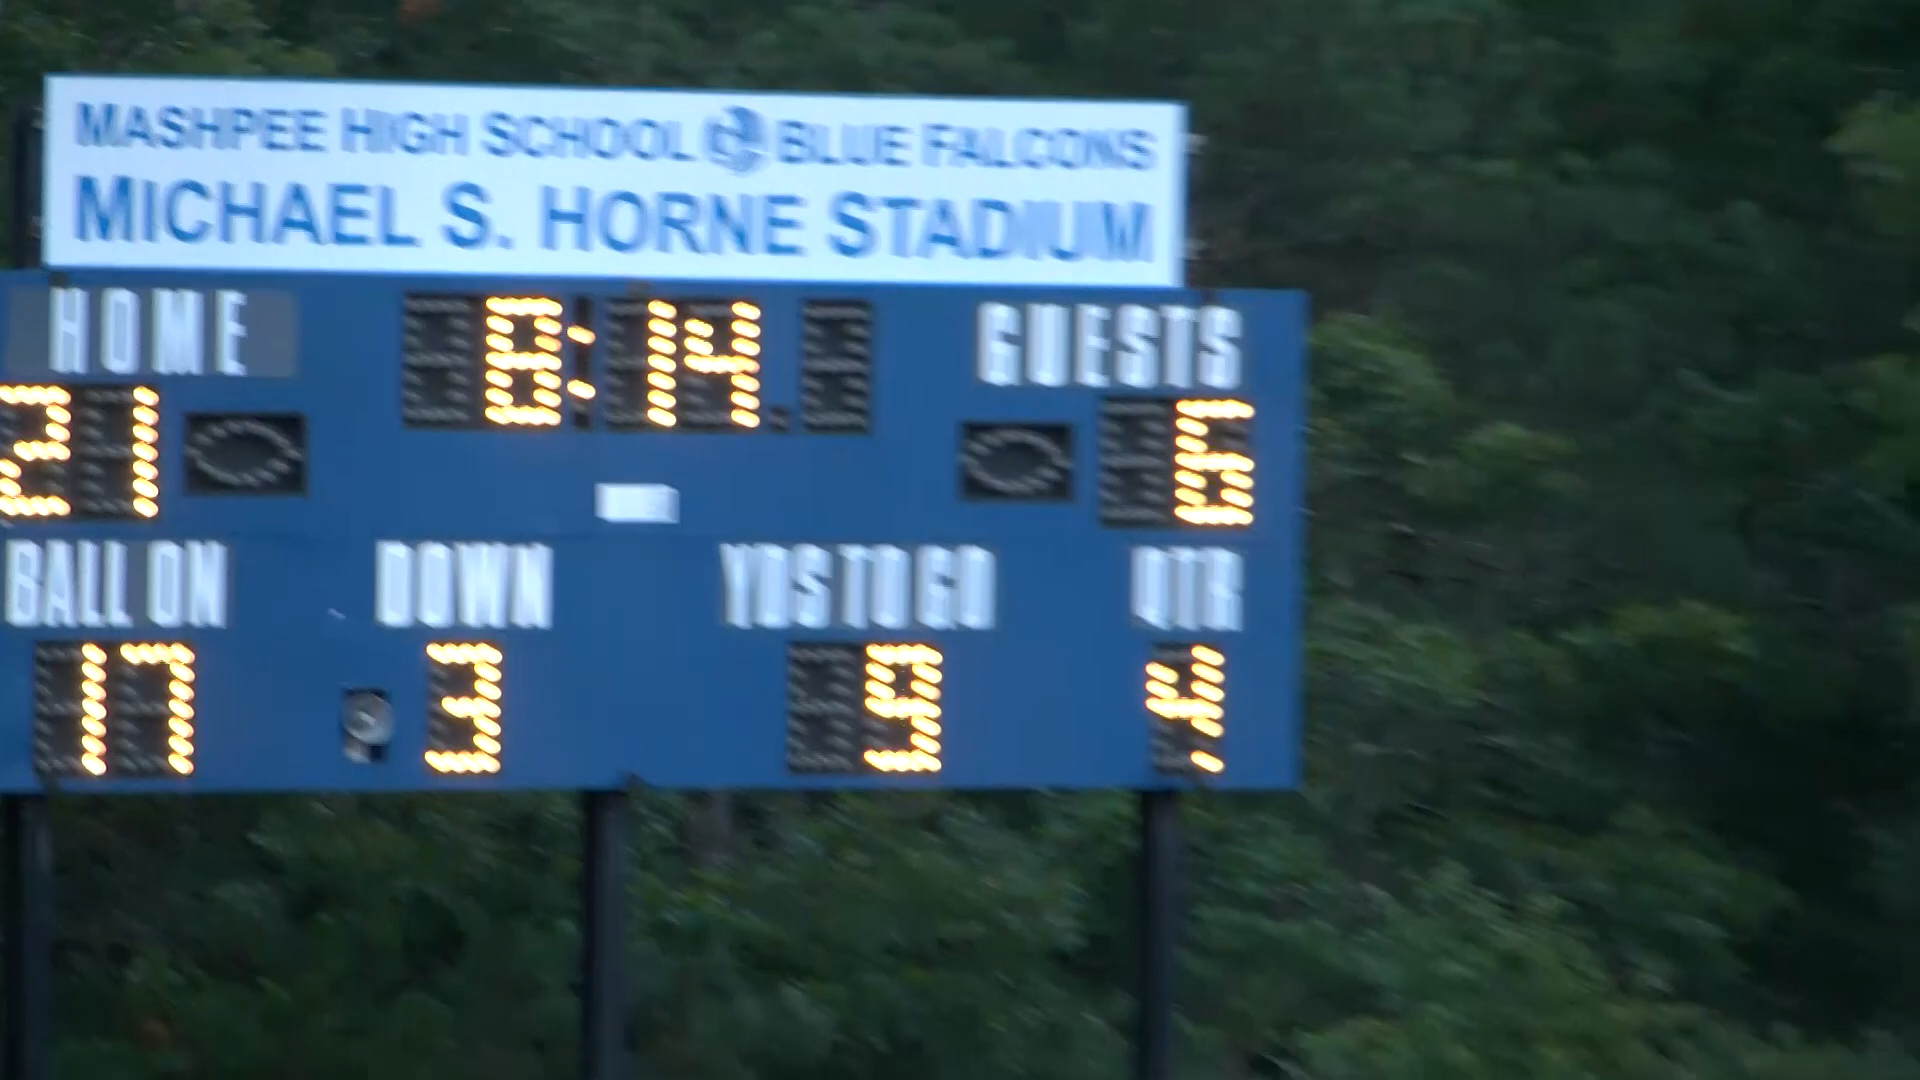 MASHPEE HIGH SCHOOL BLUE FALCONS
MICHAEL S. HORNE STADIUM
HOME 8:14 GUESTS
21 6
BALL ON DOWN YDS TO GO QTR
17 3 9 4